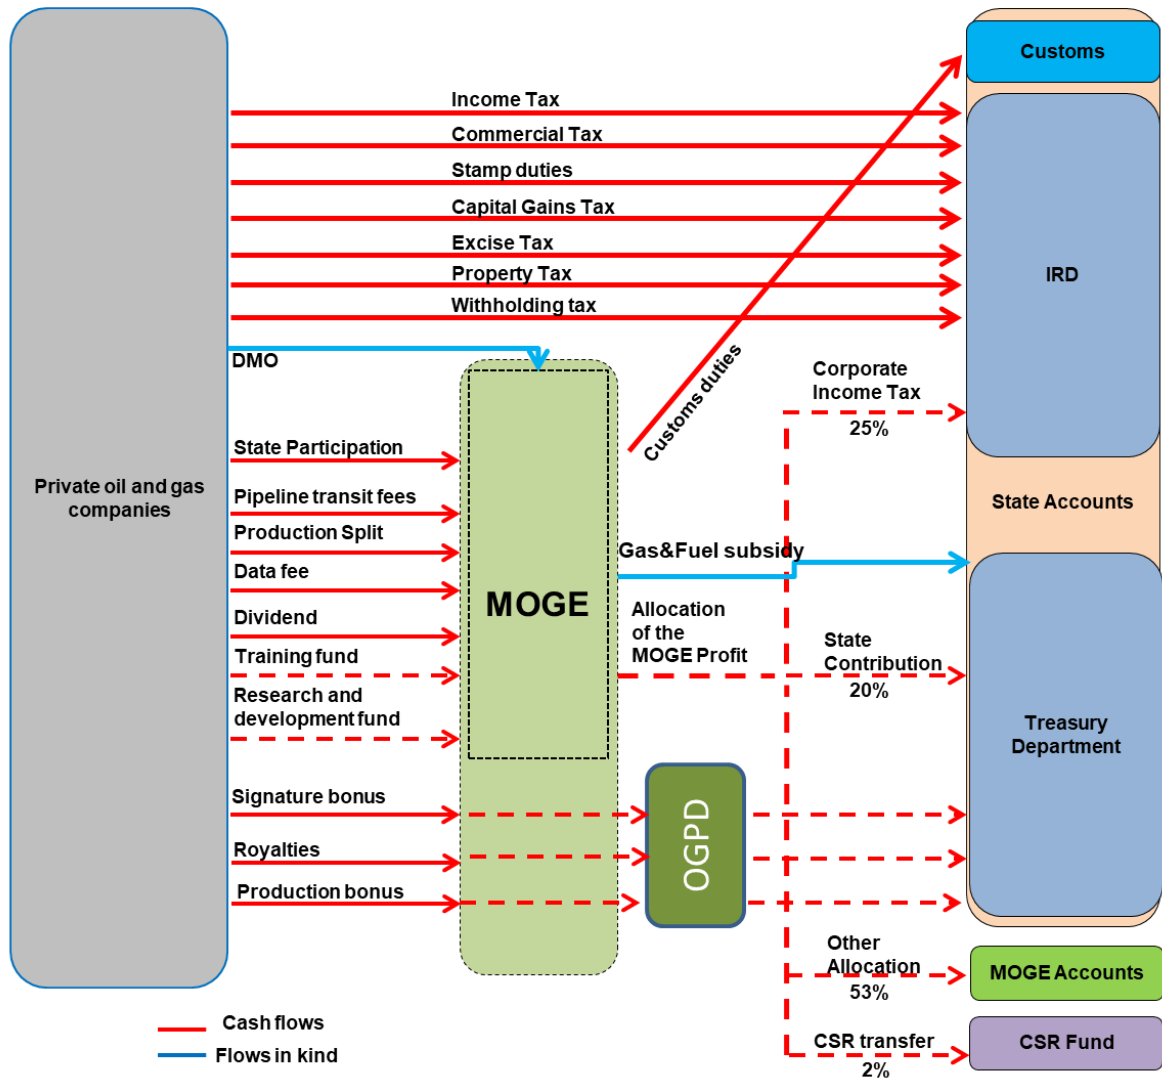 Customs
Income Tax
Commercial Tax
Stamp duties
Capital Gains Tax
Excise Tax
Property Tax
Withholding tax
IRD
DMO
Customs duties
Corporate
Income Tax
25%
State Participation
Private oil and gas
companies
Pipeline transit fees
State Accounts
Production Split
Gas&Fuel subsidy
Data fee
MOGE
Dividend
Allocation
of the
MOGE Profit
State
Contribution
20%
Training fund
Research and
development fund
Treasury
Department
Signature bonus
OGPD
Royalties
Production bonus
Other
Allocation
53%
MOGE Accounts
Cash flows
Flows in kind
CSR transfer
2%
CSR Fund